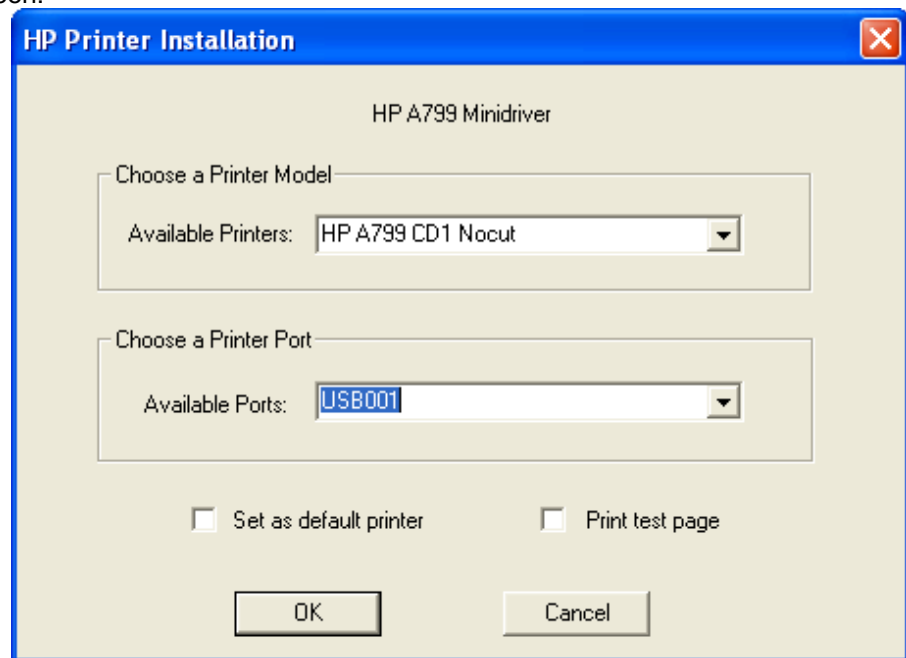 HP Printer Installation
HP A799 Minidriver
Choose a Printer Model
Available Printers: HP A799 CD1 Nocut
Choose a Printer Port
Available Ports: USB001
Set as default printer Print test page
OK Cancel